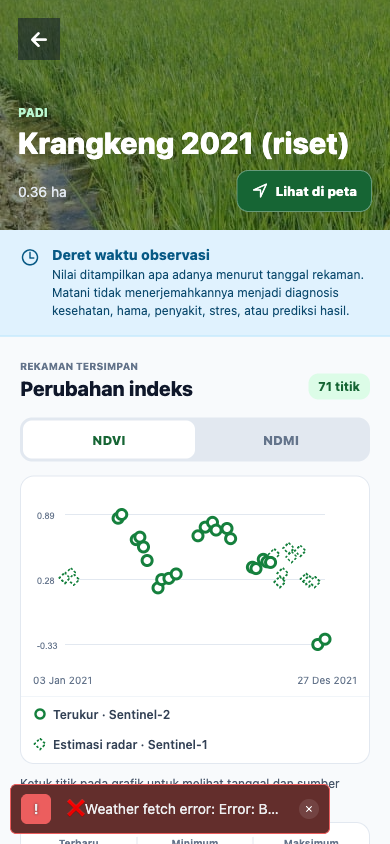 PADI
Krangkeng 2021 (riset)
0.36 ha
Lihat di peta
Deret waktu observasi
Nilai ditampilkan apa adanya menurut tanggal rekaman.
Matani tidak menerjemahkannya menjadi diagnosis
kesehatan, hama, penyakit, stres, atau prediksi hasil.
REKAMAN TERSIMPAN
Perubahan indeks
71 titik
NDVI
NDMI
0.89
0.28
-0.33
03 Jan 2021
27 Des 2021
Terukur · Sentinel-2
Estimasi radar · Sentinel-1
Ketuk titik pada grafik untuk melihat tanggal dan sumber
! ❌Weather fetch error: Error: B... ×
Terbaru
Minimum
Maksimum